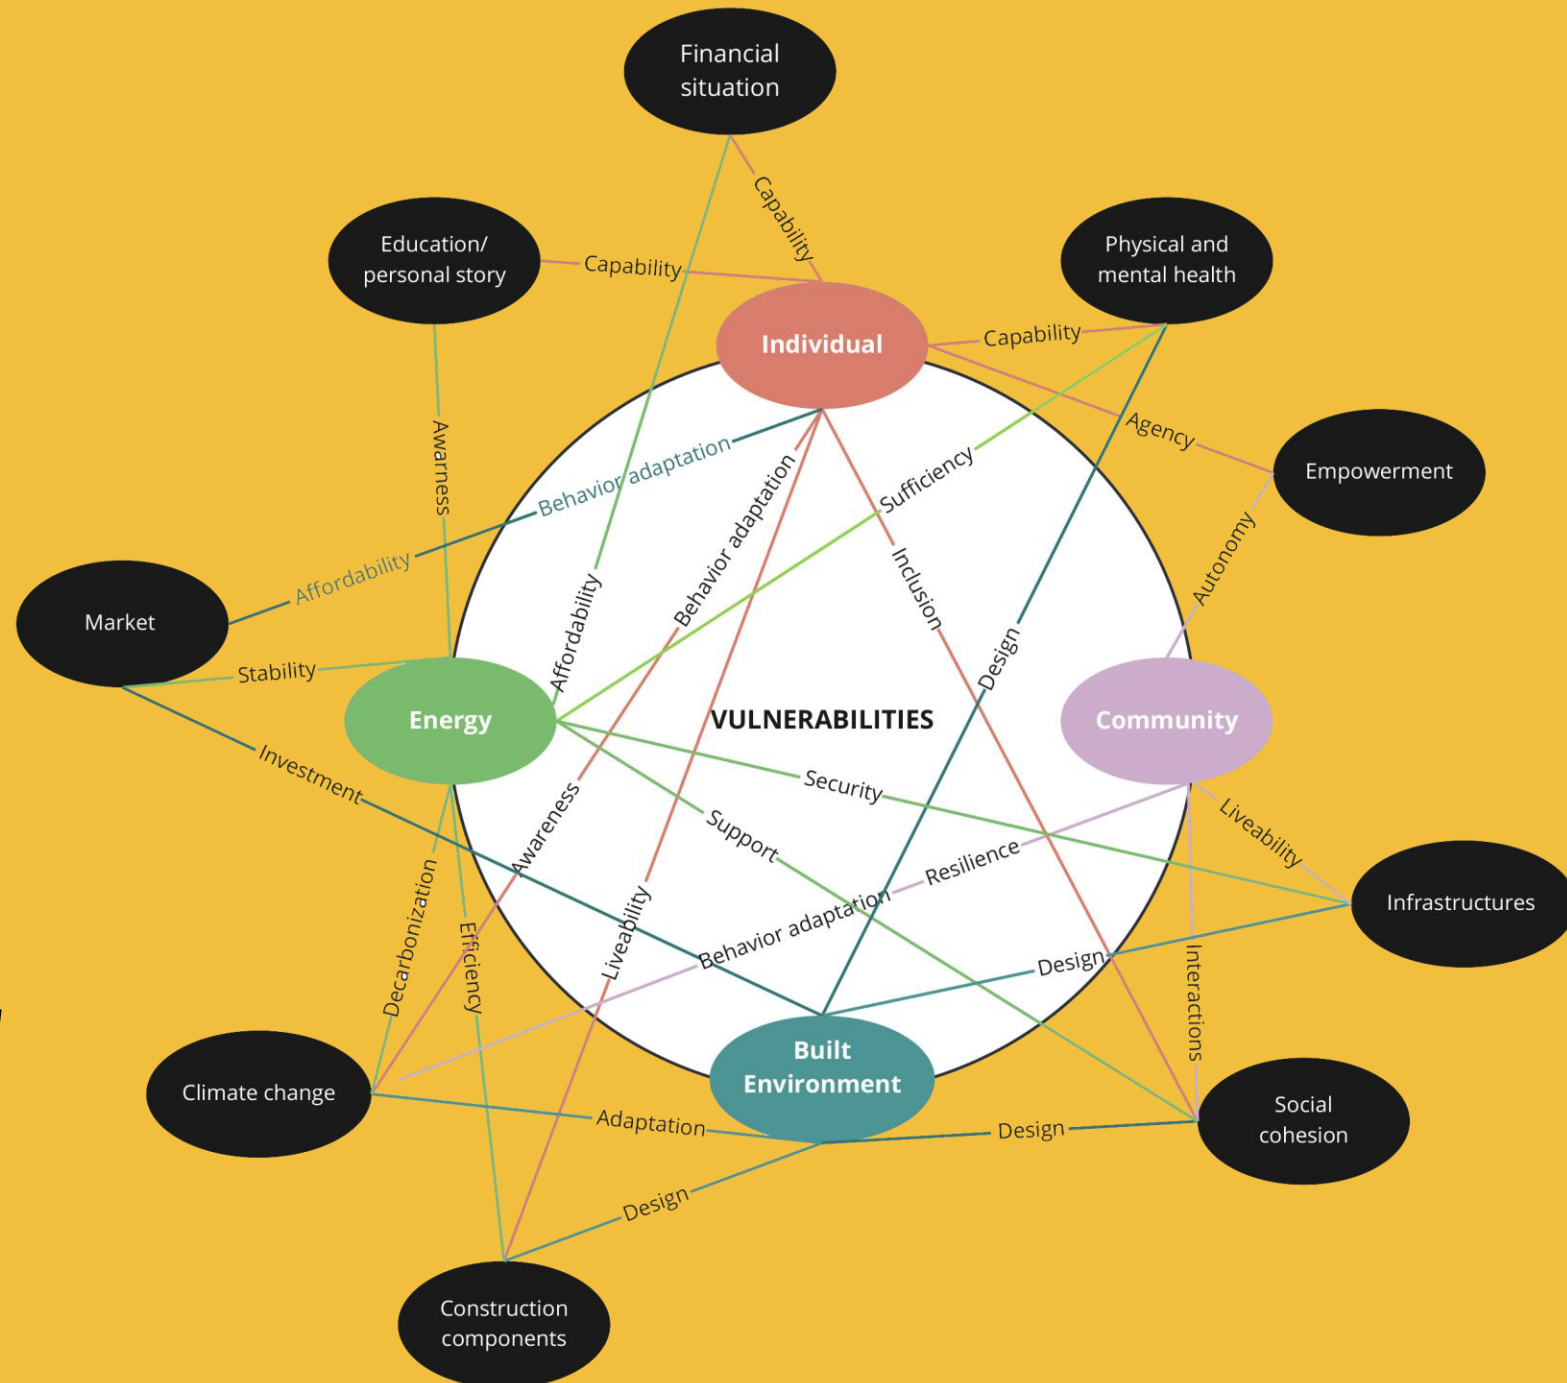 Financial
situation
Capability
Education/
personal story
Capability
Physical and
mental health
Capability
Individual
Agency
Empowerment
Awarness
Behavior adaptation
Behavior adaptation
Sufficiency
Inclusion
Autonomy
Affordability
Affordability
Market
Stability
Design
Energy
VULNERABILITIES
Community
Investment
Security
Support
Awareness
Liveability
Resilience
Behavior adaptation
Liveability
Infrastructures
Decarbonization
Efficiency
Design
Interactions
Built
Environment
Climate change
Adaptation
Design
Social
cohesion
Design
Construction
components